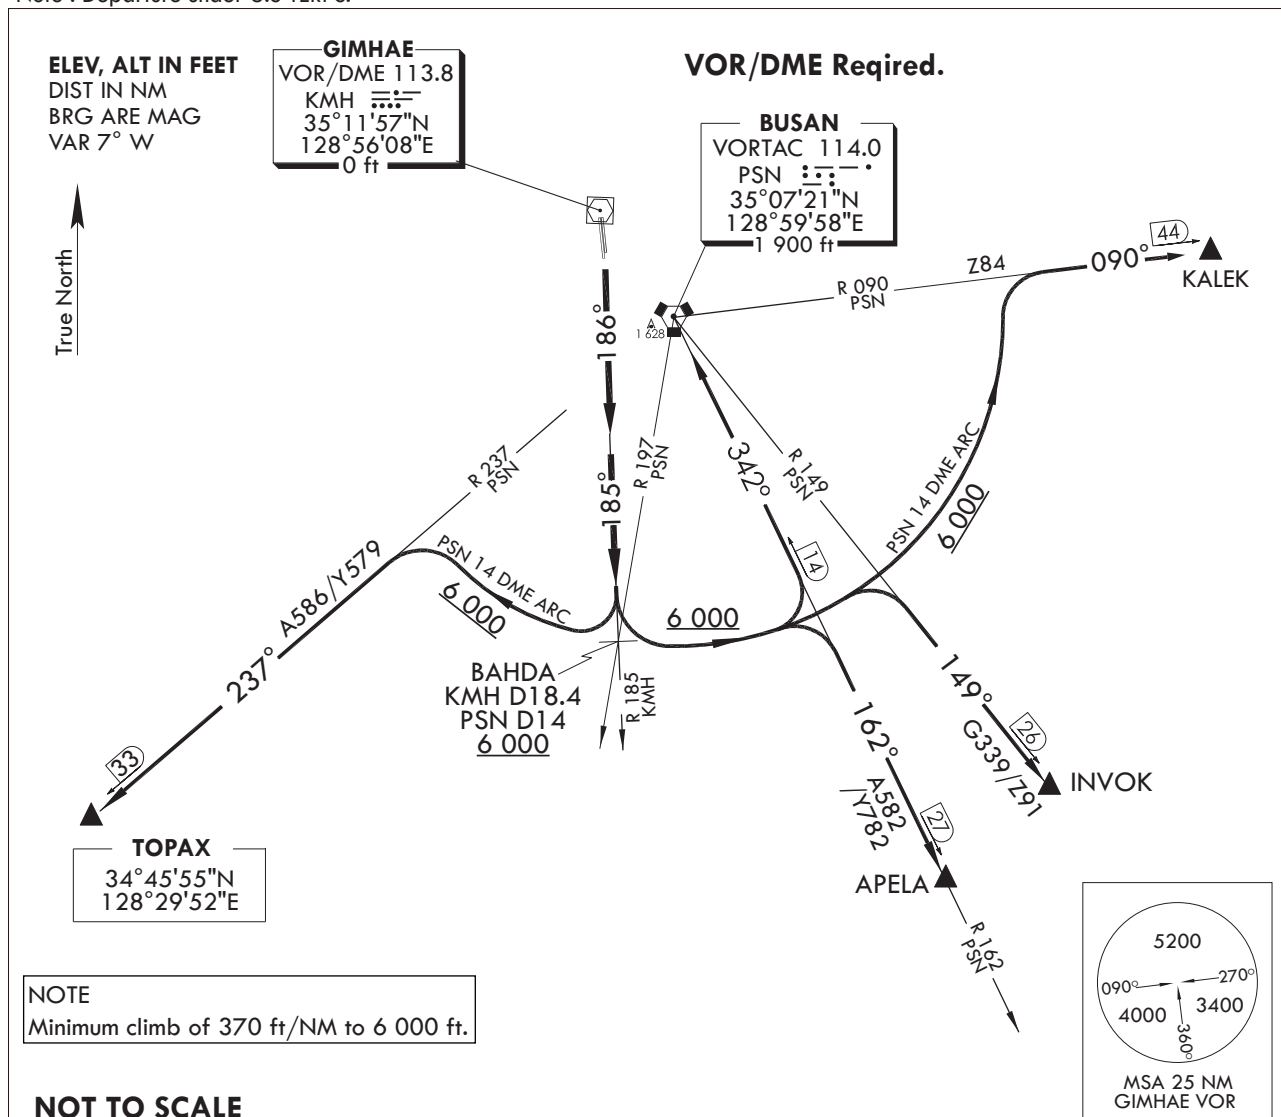 ELEV, ALT IN FEET
DIST IN NM
BRG ARE MAG
VAR 7° W
True North
GIMHAE
VOR/DME 113.8
KMH
35°11'57"N
128°56'08"E
0 ft
VOR/DME Reqired.
BUSAN
VORTAC 114.0
PSN
35°07'21"N
128°59'58"E
1 900 ft
44
090°
KALEK
Z84
R 090
PSN
1 628
186°
185°
R 197
PSN
342°
R 149
PSN
14
PSN 14 DME ARC
6 000
R 237
PSN
A586/Y579
237°
33
PSN 14 DME ARC
6 000
6 000
BAHDA
KMH D18.4
PSN D14
6 000
R 185
KMH
162°
A582
/Y782
27
APELA
R 162
PSN
149°
G339/Z91
26
INVOK
TOPAX
34°45'55"N
128°29'52"E
NOTE
Minimum climb of 370 ft/NM to 6 000 ft.
NOT TO SCALE
5200
090°
270°
4000
3400
360°
MSA 25 NM
GIMHAE VOR